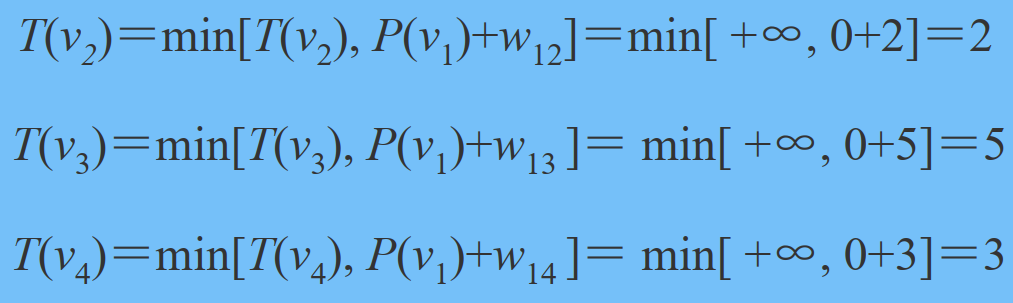 T(v₂)=min[T(v₂), P(v₁)+w₁₂]=min[ +∞, 0+2]=2
T(v₃)=min[T(v₃), P(v₁)+w₁₃ ]= min[ +∞, 0+5]=5
T(v₄)=min[T(v₄), P(v₁)+w₁₄ ]= min[ +∞, 0+3]=3